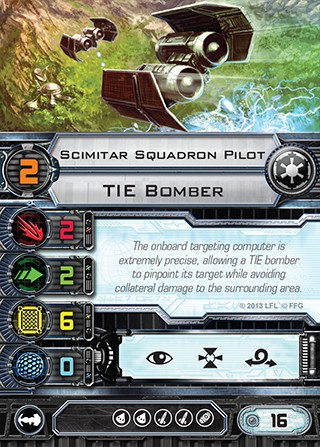 Scimitar Squadron Pilot
2
TIE Bomber
2
The onboard targeting computer is
extremely precise, allowing a TIE bomber
to pinpoint its target while avoiding
collateral damage to the surrounding area.
2
© 2013 LFL © FFG
6
0
16